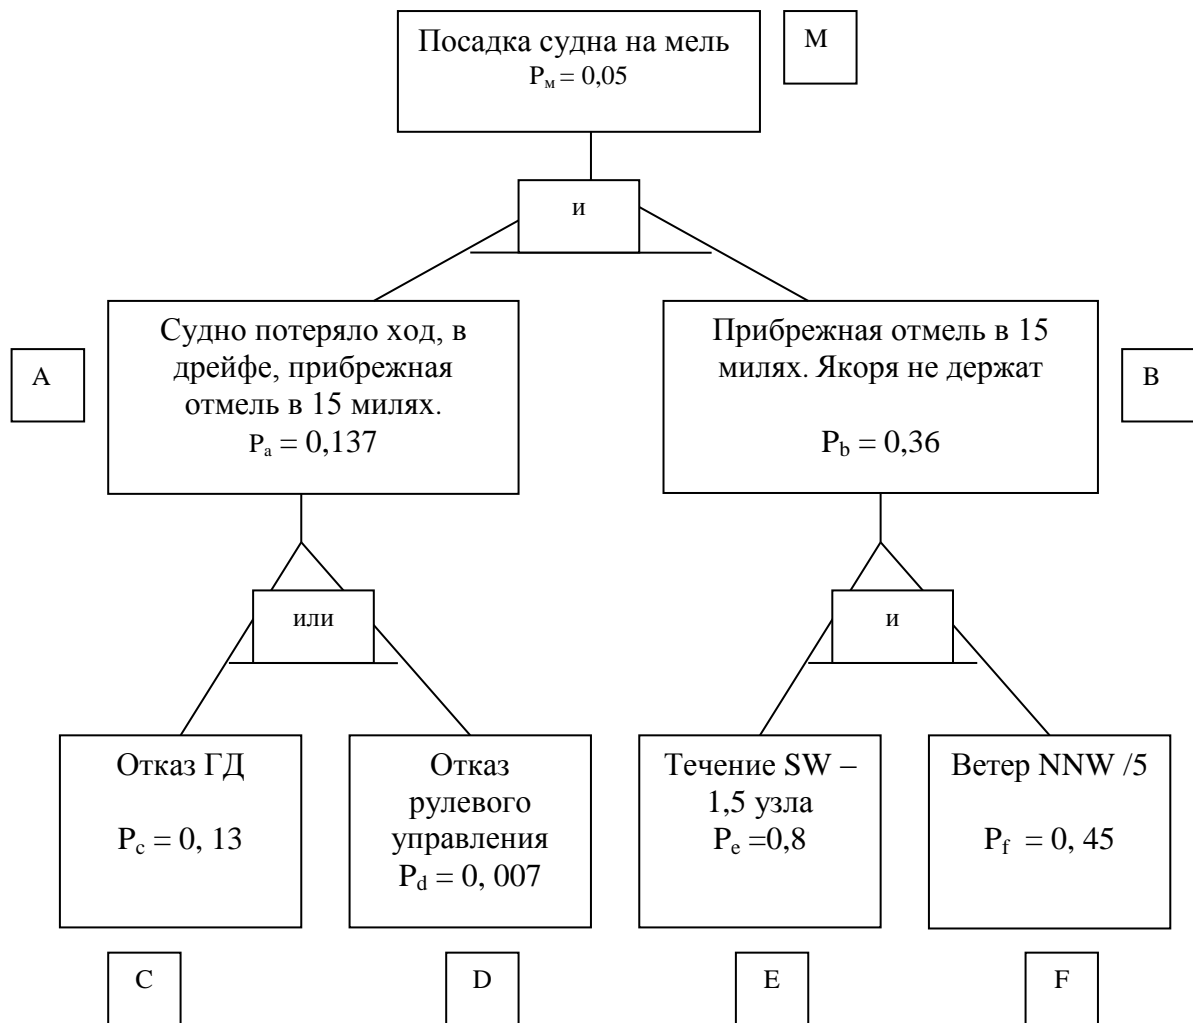 Посадка судна на мель
Pм = 0,05
М
и
А
Судно потеряло ход, в
дрейфе, прибрежная
отмель в 15 милях.
Pa = 0,137
Прибрежная отмель в 15
милях. Якоря не держат
Pb = 0,36
В
или
и
Отказ ГД
Pc = 0, 13
Отказ
рулевого
управления
Pd = 0, 007
Течение SW –
1,5 узла
Pe =0,8
Ветер NNW /5
Pf = 0, 45
C
D
E
F